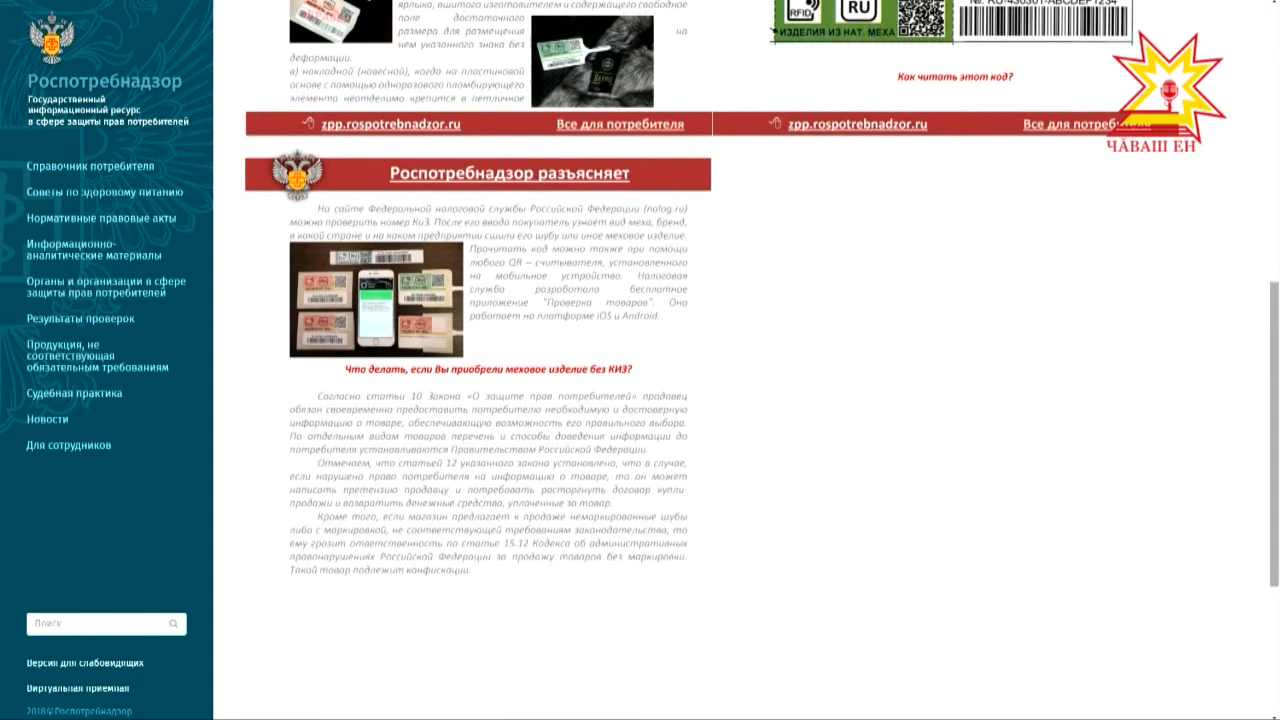 Роспотребнадзор
Государственный
информационный ресурс
в сфере защиты прав потребителей
Справочник потребителя
Советы по здоровому питанию
Нормативные правовые акты
Информационно-
аналитические материалы
Органы и организации в сфере
защиты прав потребителей
Результаты проверок
Продукция, не
соответствующая
обязательным требованиям
Судебная практика
Новости
Для сотрудников
Поиск
Версия для слабовидящих
Виртуальная приемная
2018©Роспотребнадзор
ярлыка, вшитого изготовителем и содержащего свободное
поле достаточного
размера для размещения на
нем указанного знака без
деформации.
в) накладной (навесной), когда на пластиковой
основе с помощью одноразового пломбирующего
элемента неотделимо крепится в петличное
RFID
RU
№: RU-430301-ABCDEF1234
ИЗДЕЛИЯ ИЗ НАТ. МЕХА
Как читать этот код?
zpp.rospotrebnadzor.ru Все для потребителя
zpp.rospotrebnadzor.ru Все для потребителя
ЧӐВАШ ЕН
Роспотребнадзор разъясняет
На сайте Федеральной налоговой службы Российской Федерации (nalog.ru)
можно проверить номер КиЗ. После его ввода покупатель узнает вид меха, бренд,
в какой стране и на каком предприятии сшили его шубу или иное меховое изделие.
Прочитать код можно также при помощи
любого QR – считывателя, установленного
на мобильное устройство. Налоговая
служба разработала бесплатное
приложение "Проверка товаров". Оно
работает на платформе iOS и Android.
Что делать, если Вы приобрели меховое изделие без КИЗ?
Согласно статьи 10 Закона «О защите прав потребителей» продавец
обязан своевременно предоставить потребителю необходимую и достоверную
информацию о товаре, обеспечивающую возможность его правильного выбора.
По отдельным видам товаров перечень и способы доведения информации до
потребителя устанавливаются Правительством Российской Федерации.
Отмечаем, что статьей 12 указанного закона установлено, что в случае,
если нарушено право потребителя на информацию о товаре, то он может
написать претензию продавцу и потребовать расторгнуть договор купли-
продажи и возвратить денежные средства, уплаченные за товар.
Кроме того, если магазин предлагает к продаже немаркированные шубы
либо с маркировкой, не соответствующей требованиям законодательства, то
ему грозит ответственность по статье 15.12 Кодекса об административных
правонарушениях Российской Федерации за продажу товаров без маркировки.
Такой товар подлежит конфискации.